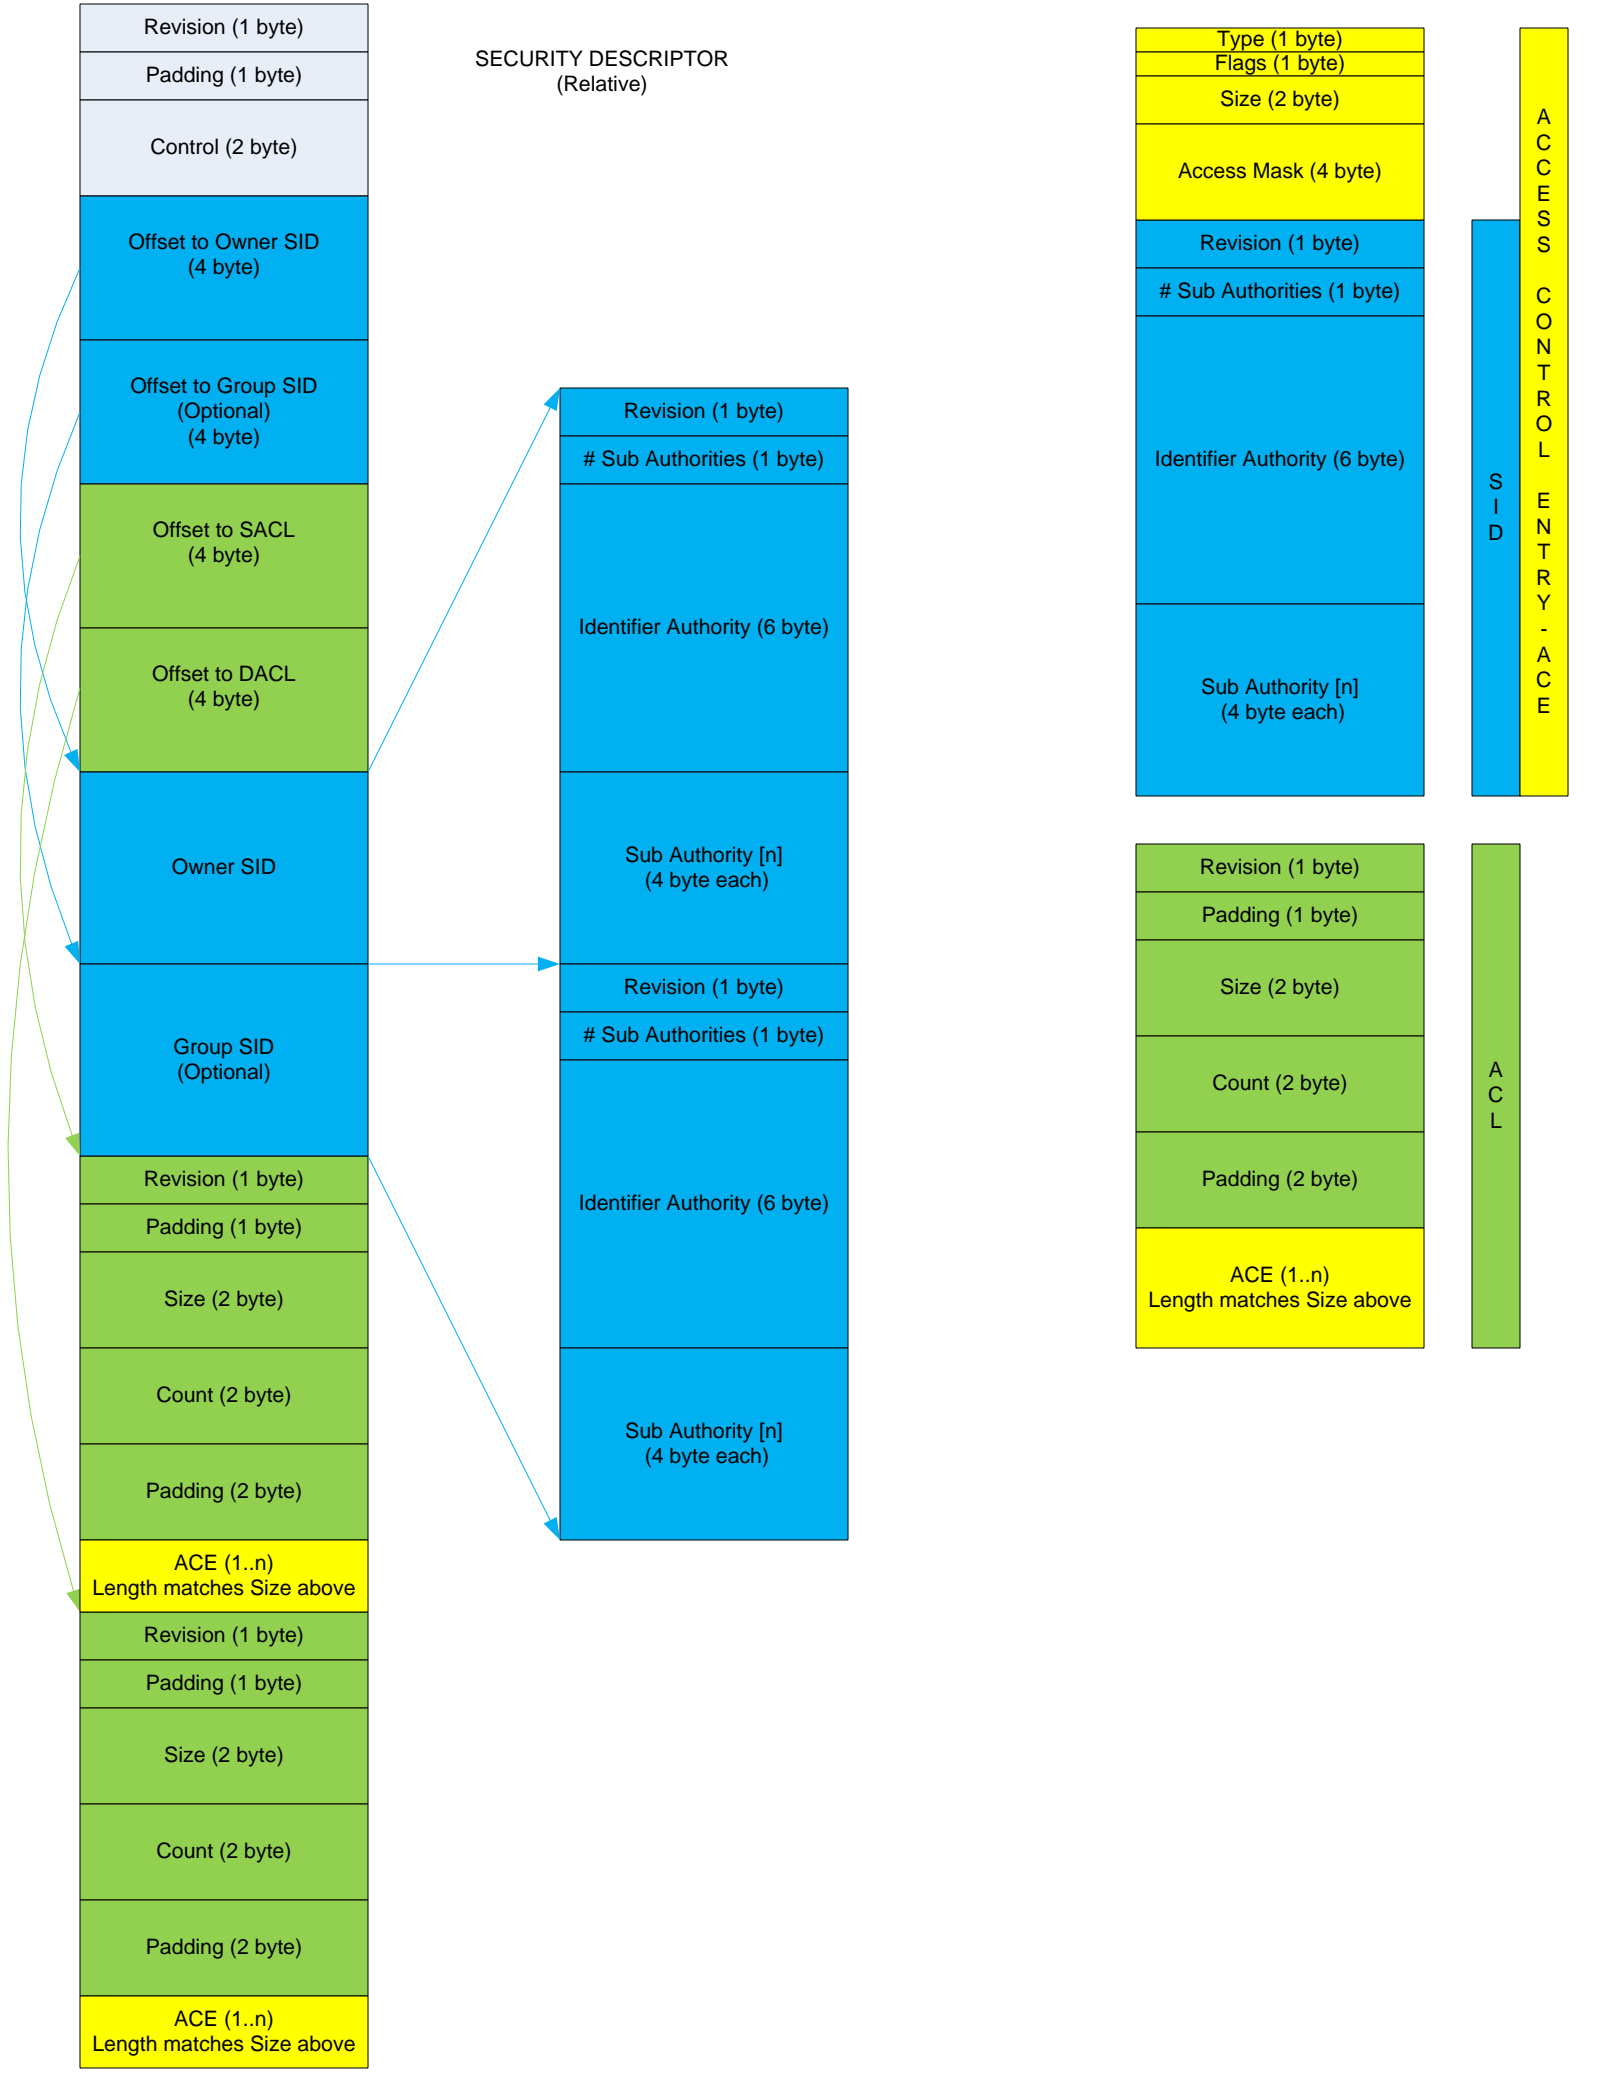 Revision (1 byte)
Padding (1 byte)
Control (2 byte)
Offset to Owner SID
(4 byte)
Offset to Group SID
(Optional)
(4 byte)
Offset to SACL
(4 byte)
Offset to DACL
(4 byte)
Owner SID
Group SID
(Optional)
Revision (1 byte)
Padding (1 byte)
Size (2 byte)
Count (2 byte)
Padding (2 byte)
ACE (1..n)
Length matches Size above
Revision (1 byte)
Padding (1 byte)
Size (2 byte)
Count (2 byte)
Padding (2 byte)
ACE (1..n)
Length matches Size above
SECURITY DESCRIPTOR
(Relative)
Revision (1 byte)
# Sub Authorities (1 byte)
Identifier Authority (6 byte)
Sub Authority [n]
(4 byte each)
Revision (1 byte)
# Sub Authorities (1 byte)
Identifier Authority (6 byte)
Sub Authority [n]
(4 byte each)
Type (1 byte)
Flags (1 byte)
Size (2 byte)
Access Mask (4 byte)
Revision (1 byte)
# Sub Authorities (1 byte)
Identifier Authority (6 byte)
Sub Authority [n]
(4 byte each)
SID
ACCESS CONTROL ENTRY-ACE
Revision (1 byte)
Padding (1 byte)
Size (2 byte)
Count (2 byte)
Padding (2 byte)
ACE (1..n)
Length matches Size above
ACL